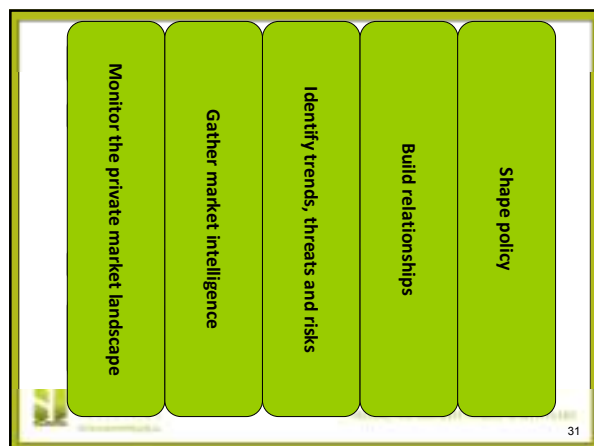 Monitor the private market landscape
Gather market intelligence
Identify trends, threats and risks
Build relationships
Shape policy
31